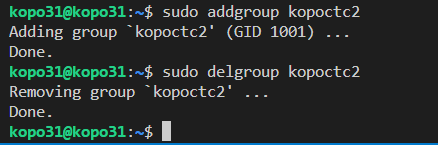 kopo31@kopo31:~$ sudo addgroup kopoctc2
Adding group `kopoctc2' (GID 1001) ...
Done.
kopo31@kopo31:~$ sudo delgroup kopoctc2
Removing group `kopoctc2' ...
Done.
kopo31@kopo31:~$